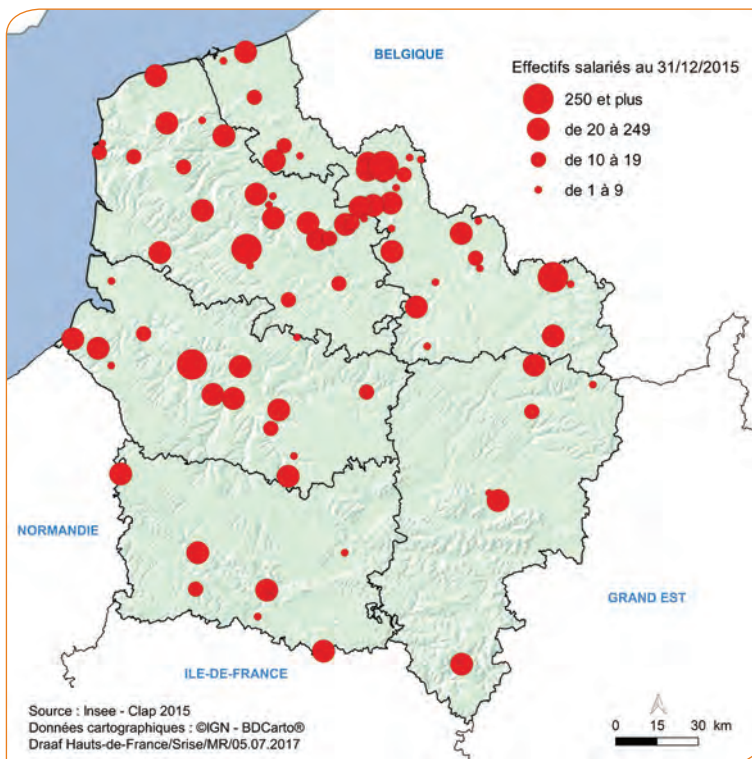 BELGIQUE
Effectifs salariés au 31/12/2015
250 et plus
de 20 à 249
de 10 à 19
de 1 à 9
NORMANDIE
GRAND EST
ILE-DE-FRANCE
Source : Insee - Clap 2015
Données cartographiques : ©IGN - BDCarto®
Draaf Hauts-de-France/Srise/MR/05.07.2017
0 15 30 km